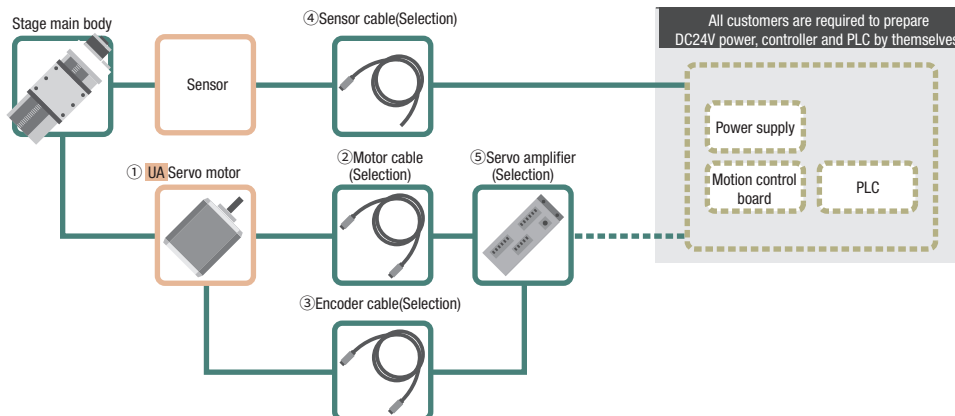 Stage main body
④Sensor cable(Selection)
All customers are required to prepare
DC24V power, controller and PLC by themselves
Sensor
Power supply
① UA Servo motor
②Motor cable
(Selection)
⑤Servo amplifier
(Selection)
Motion control
board
PLC
③Encoder cable(Selection)